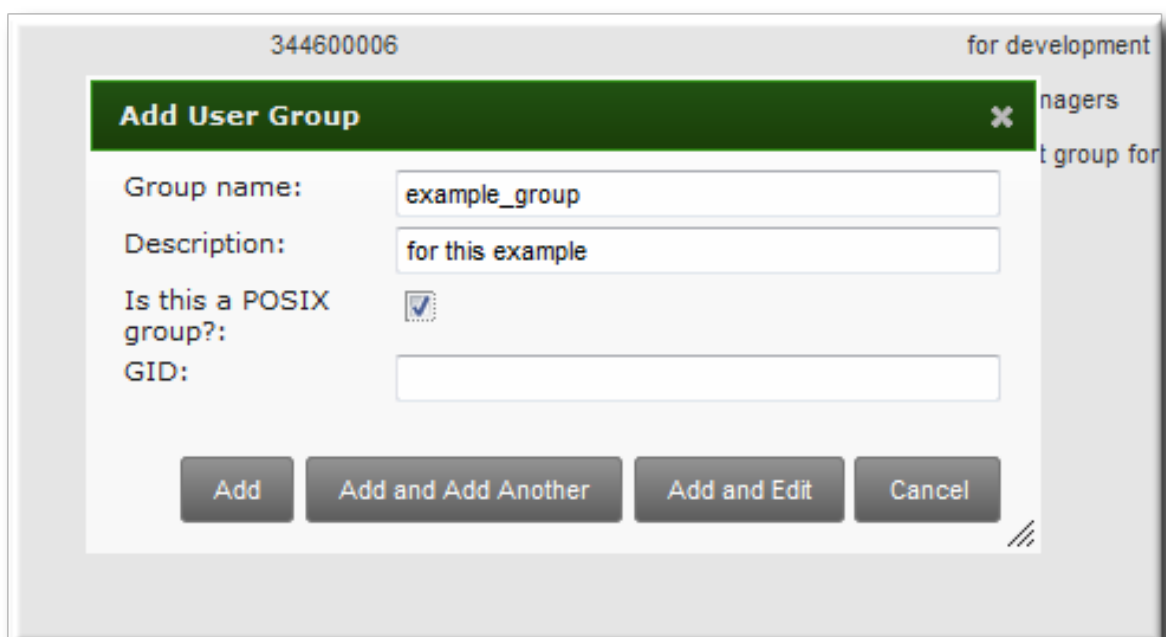 344600006 for development
Add User Group
nagers
t group for
Group name: example_group
Description: for this example
Is this a POSIX
group?:
GID:
Add Add and Add Another Add and Edit Cancel